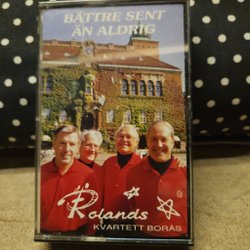 BÄTTRE SENT
ÄN ALDRIG
Rolands
KVARTETT BORÅS